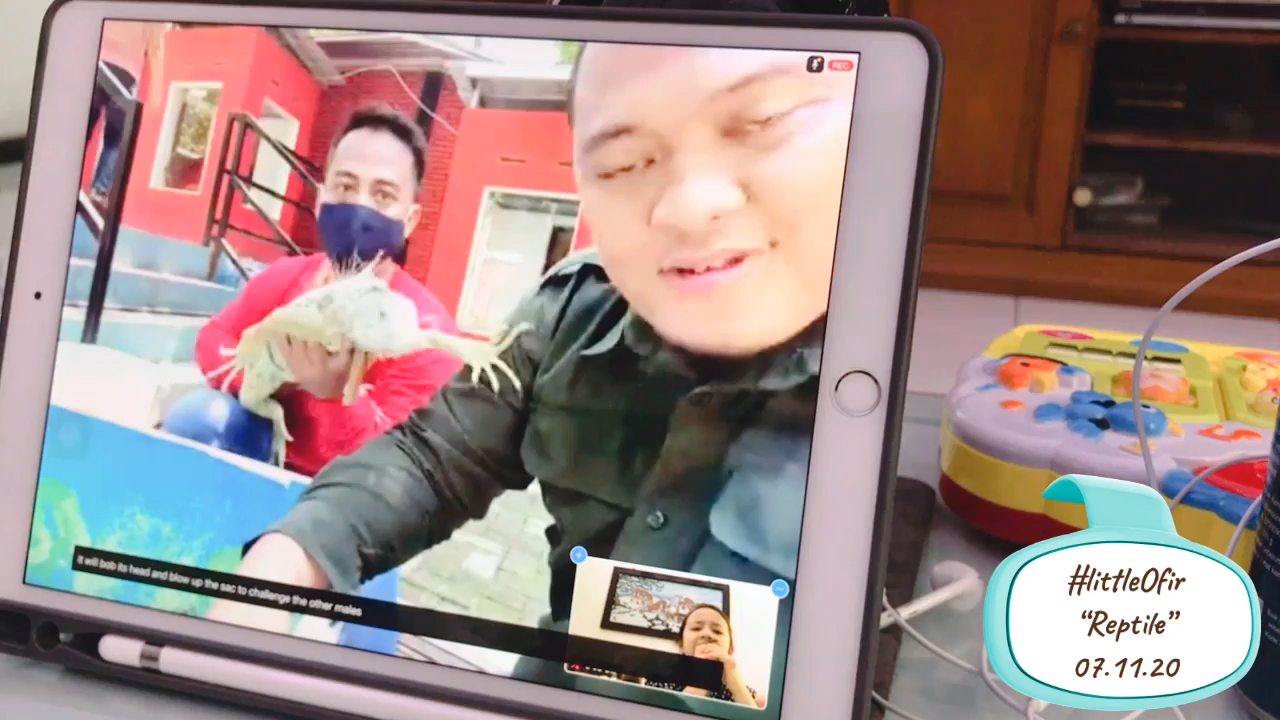 REC
It will bob its head and blow up the sac to challenge the other males
#littleOfir
“Reptile”
07.11.20